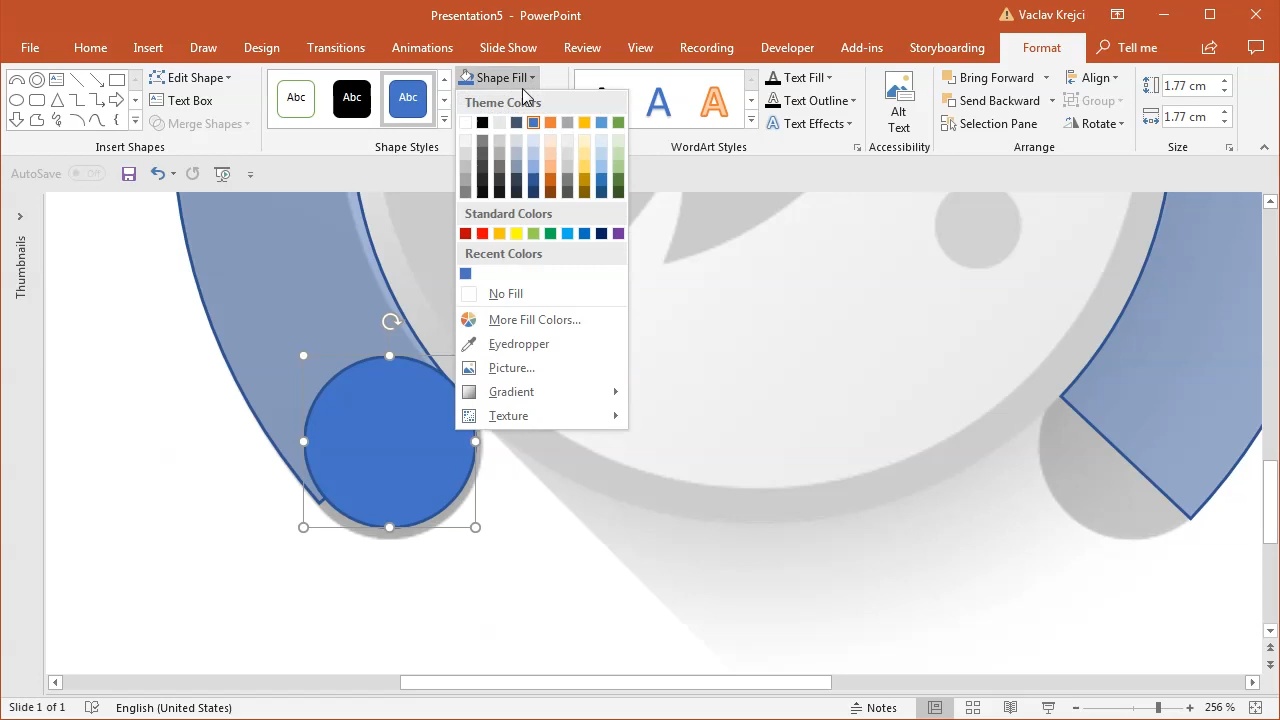 Presentation5 - PowerPoint
Vaclav Krejci
File Home Insert Draw Design Transitions Animations Slide Show Review View Recording Developer Add-ins Storyboarding Format Tell me
Edit Shape
Text Box
Merge Shapes
Insert Shapes
Abc Abc Abc
Shape Styles
Shape Fill
A A
WordArt Styles
Text Fill
Text Outline
Text Effects
Alt
Text
Accessibility
Bring Forward
Send Backward
Selection Pane
Align
Group
Rotate
Arrange
1.77 cm
1.77 cm
Size
AutoSave Off
Theme Colors
Standard Colors
Recent Colors
No Fill
More Fill Colors...
Eyedropper
Picture...
Gradient
Texture
Thumbnails
Slide 1 of 1 English (United States) Notes 256 %